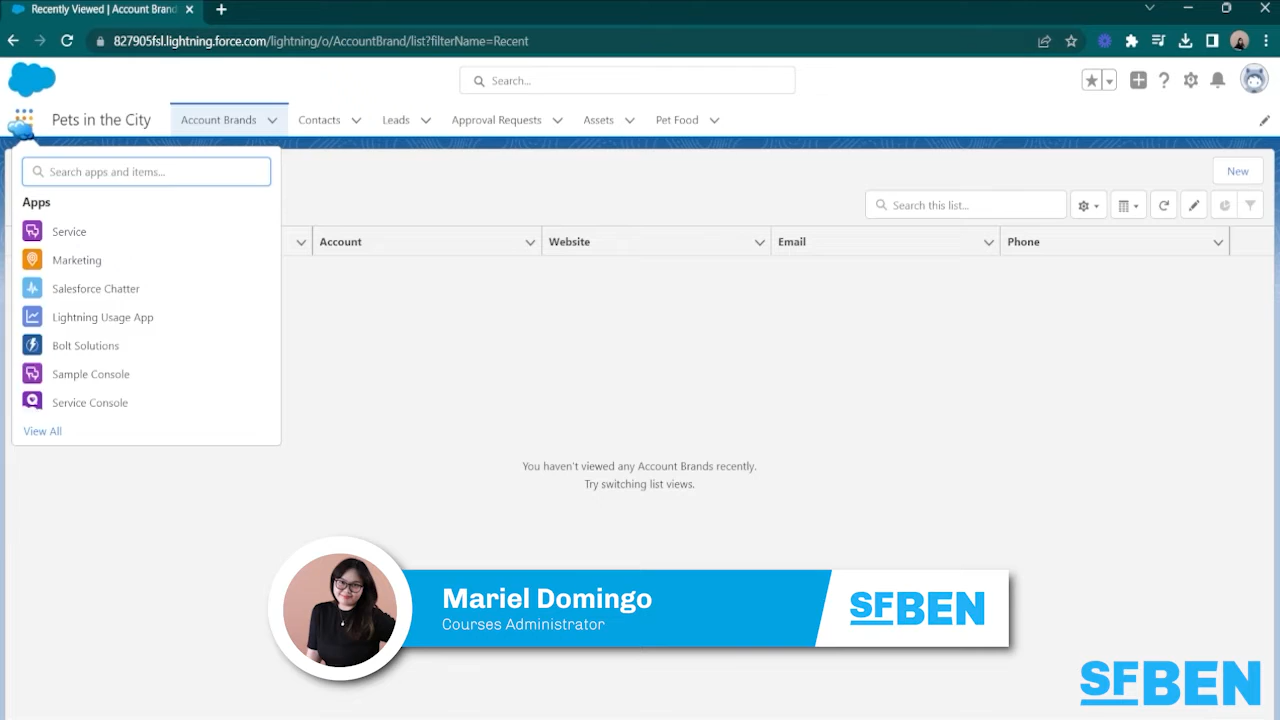 Recently Viewed | Account Brand
827905fsl.lightning.force.com/lightning/o/AccountBrand/list?filterName=Recent
Search...
Pets in the City
Account Brands
Contacts
Leads
Approval Requests
Assets
Pet Food
Search apps and items...
New
Apps
Search this list...
Service
Account
Website
Email
Phone
Marketing
Salesforce Chatter
Lightning Usage App
Bolt Solutions
Sample Console
Service Console
View All
You haven't viewed any Account Brands recently.
Try switching list views.
Mariel Domingo
Courses Administrator
SFBEN
SFBEN